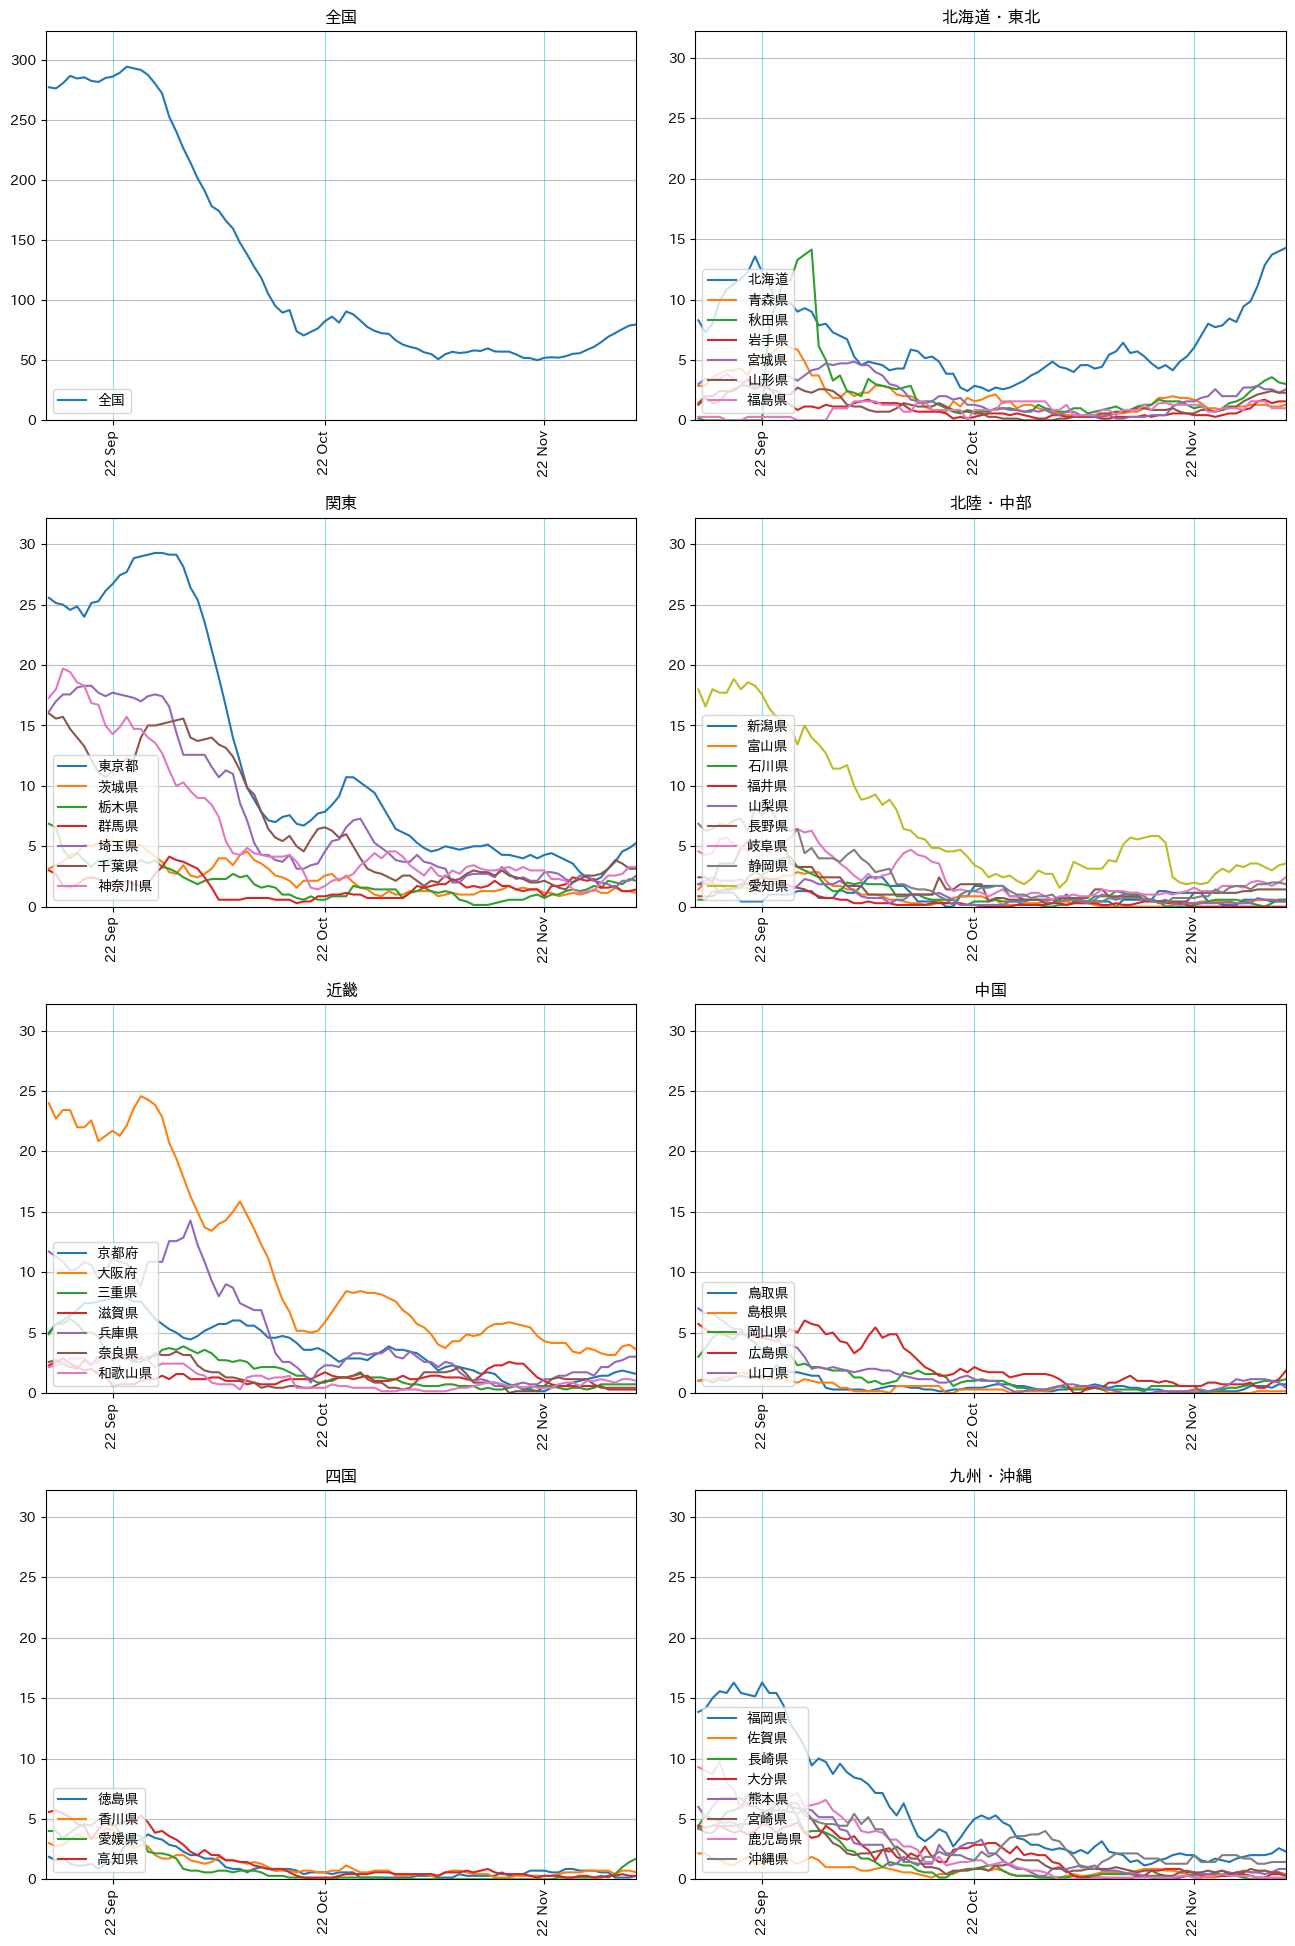 全国
300
250
200
150
100
50
0
全国
22 Sep
22 Oct
22 Nov
北海道・東北
30
25
20
15
10
5
0
北海道
青森県
秋田県
岩手県
宮城県
山形県
福島県
22 Sep
22 Oct
22 Nov
関東
30
25
20
15
10
5
0
東京都
茨城県
栃木県
群馬県
埼玉県
千葉県
神奈川県
22 Sep
22 Oct
22 Nov
北陸・中部
30
25
20
15
10
5
0
新潟県
富山県
石川県
福井県
山梨県
長野県
岐阜県
静岡県
愛知県
22 Sep
22 Oct
22 Nov
近畿
30
25
20
15
10
5
0
京都府
大阪府
三重県
滋賀県
兵庫県
奈良県
和歌山県
22 Sep
22 Oct
22 Nov
中国
30
25
20
15
10
5
0
鳥取県
島根県
岡山県
広島県
山口県
22 Sep
22 Oct
22 Nov
四国
30
25
20
15
10
5
0
徳島県
香川県
愛媛県
高知県
22 Sep
22 Oct
22 Nov
九州・沖縄
30
25
20
15
10
5
0
福岡県
佐賀県
長崎県
大分県
熊本県
宮崎県
鹿児島県
沖縄県
22 Sep
22 Oct
22 Nov